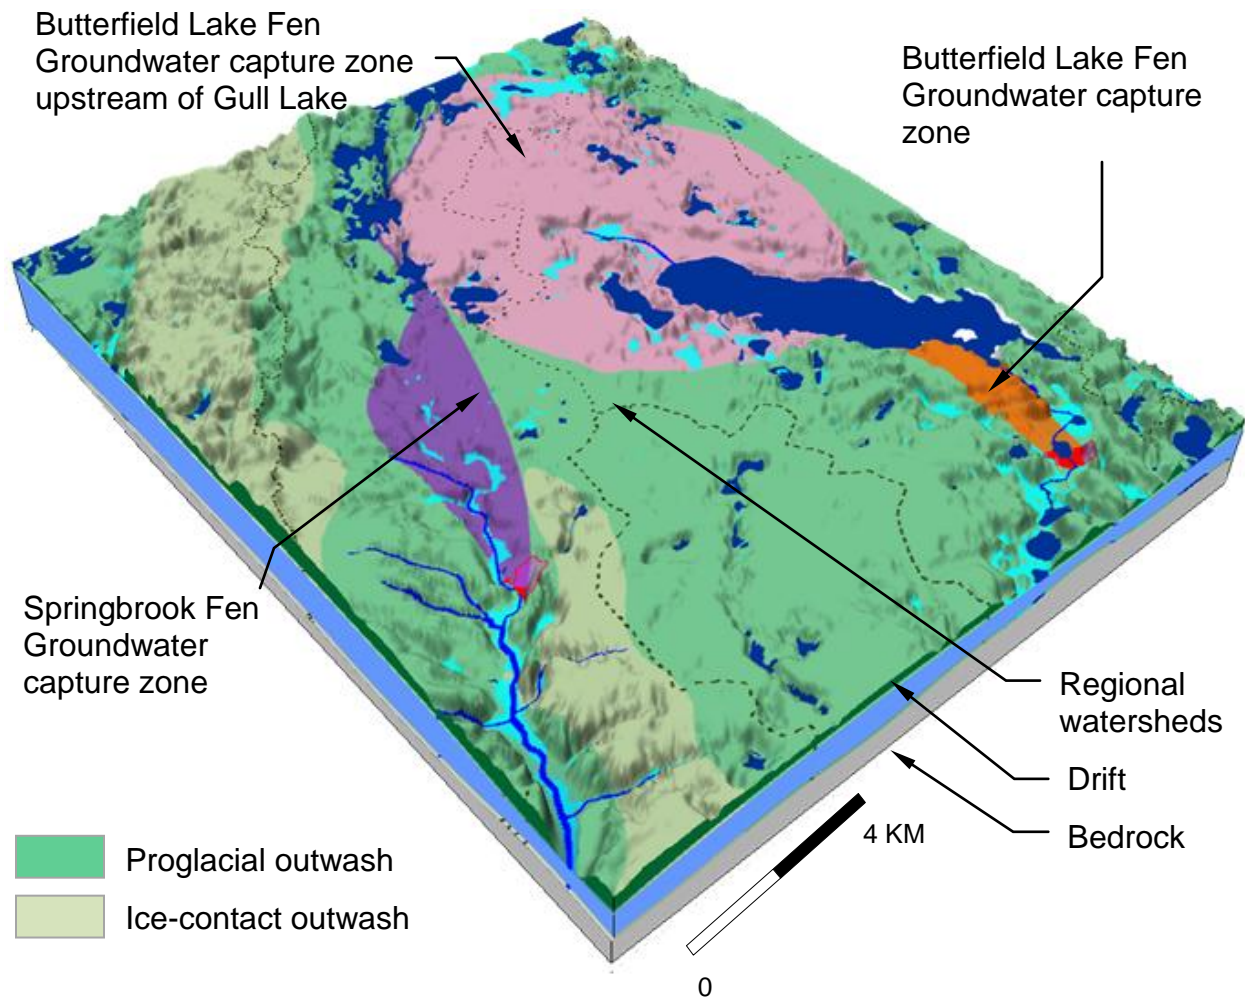 Butterfield Lake Fen
Groundwater capture zone
upstream of Gull Lake
Butterfield Lake Fen
Groundwater capture
zone
Springbrook Fen
Groundwater
capture zone
Regional
watersheds
Drift
Bedrock
4 KM
0
Proglacial outwash
Ice-contact outwash